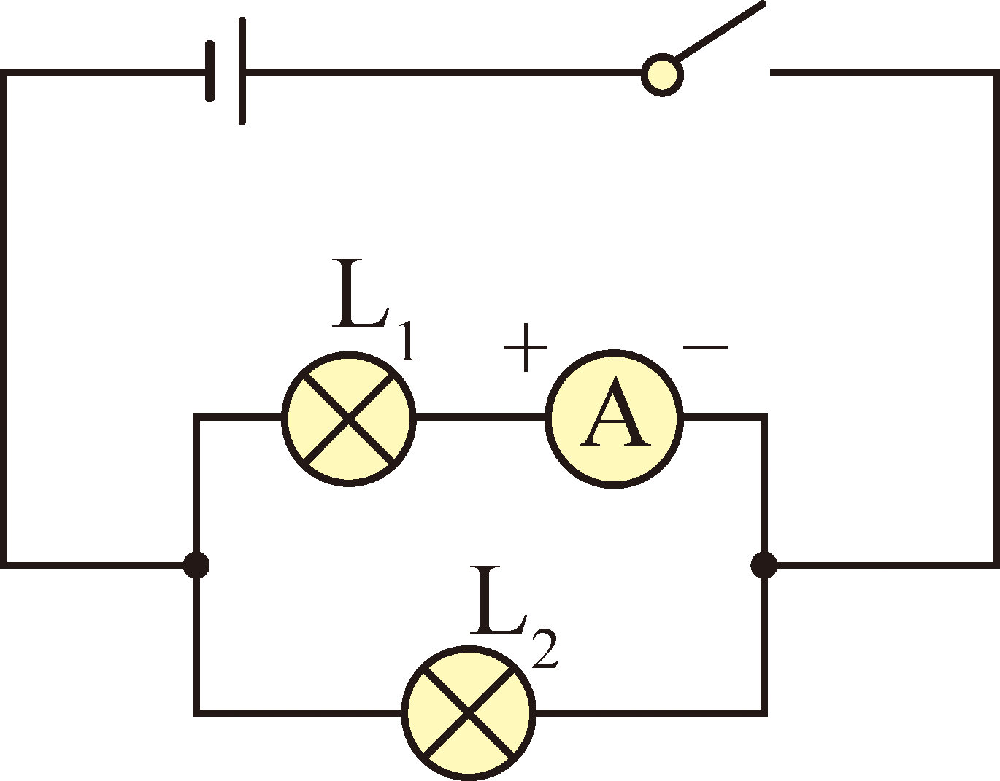 L₁
+ A −
L₂